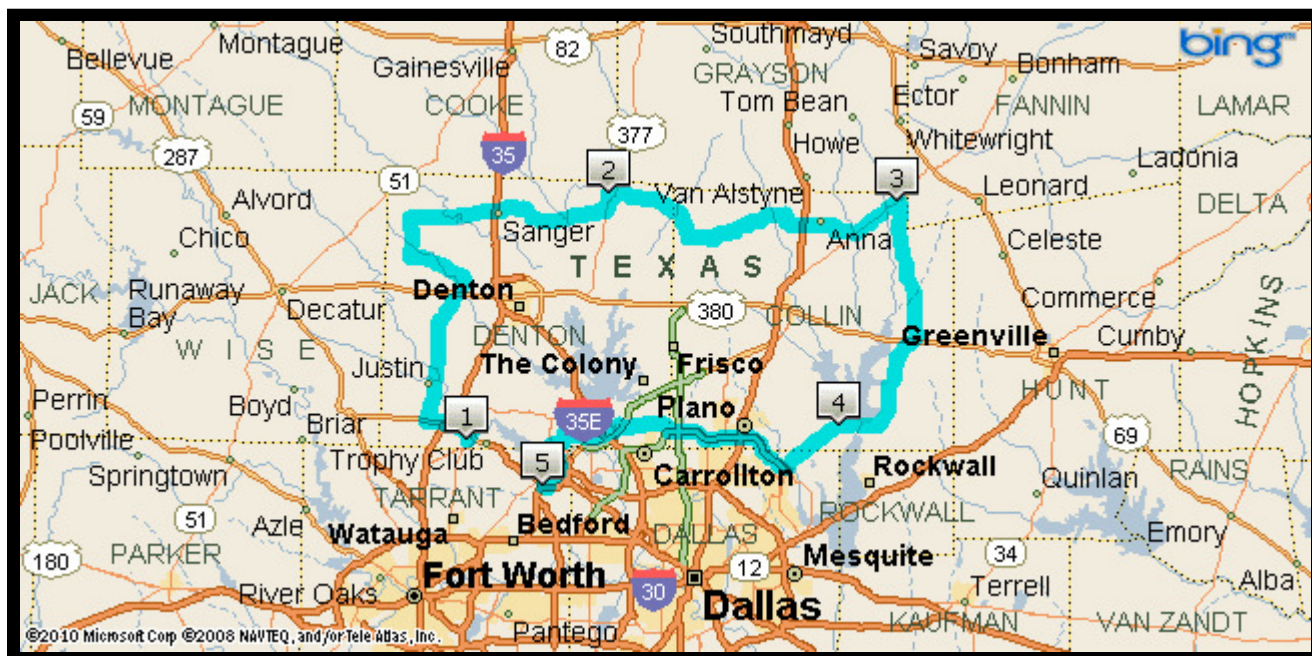 Montague
Bellevue
Southmayd
82
Gainesville
Savoy
Bonham
bing
GRAYSON
MONTAGUE
COOKE
Tom Bean
Ector
FANNIN
LAMAR
59
35
377
Howe
Whitewright
287
Ladonia
51
2
3
Van Alstyne
Leonard
Alvord
DELTA
Sanger
Anna
Chico
Celeste
TEXAS
JACK
Runaway
Bay
Denton
Commerce
Decatur
380
COLLIN
HOPKINS
WISE
DENTON
Greenville
Cumby
The Colony
Frisco
Justin
HUNT
Perrin
Boyd
Briar
1
35E
Plano
4
69
Poolville
Trophy Club
5
Carrollton
Rockwall
RAINS
Springtown
Quinlan
TARRANT
51
Azle
ROCKWALL
Watauga
Bedford
DALLAS
Emory
180
PARKER
Mesquite
34
12
Fort Worth
River Oaks
30
Terrell
Alba
Dallas
KAUFMAN
VAN ZANDT
Pantego
©2010 Microsoft Corp ©2008 NAVTEQ, and/or Tele Atlas, Inc.